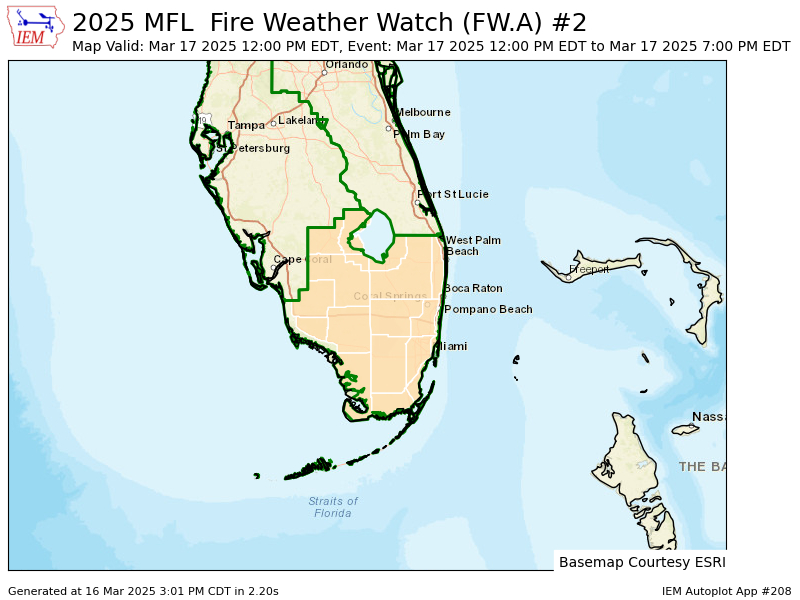 IEM
2025 MFL  Fire Weather Watch (FW.A) #2
Map Valid: Mar 17 2025 12:00 PM EDT, Event: Mar 17 2025 12:00 PM EDT to Mar 17 2025 7:00 PM EDT
Orlando
Melbourne
19
Tampa
Lakeland
Palm Bay
St Petersburg
Port St Lucie
West Palm
Beach
Cape Coral
Freeport
Boca Raton
Coral Springs
Pompano Beach
Miami
Nass
THE BA
Straits of
Florida
Basemap Courtesy ESRI
Generated at 16 Mar 2025 3:01 PM CDT in 2.20s
IEM Autoplot App #208